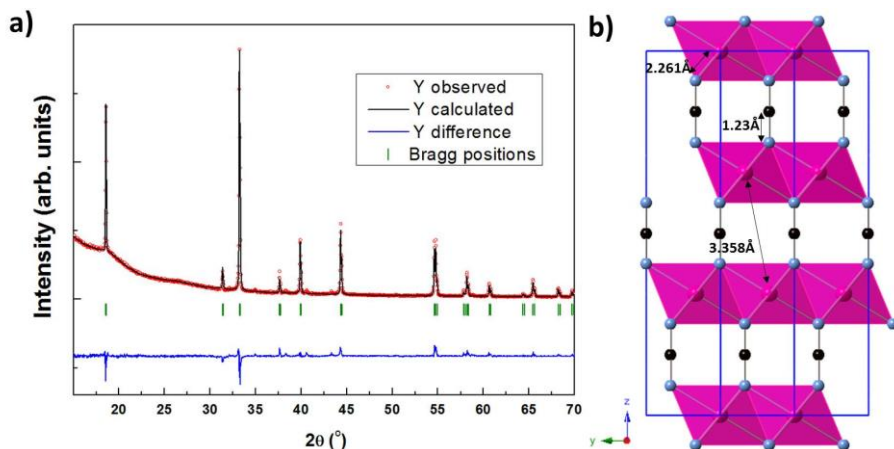 a)
Intensity (arb. units)
Y observed
Y calculated
Y difference
Bragg positions
20 25 30 35 40 45 50 55 60 65 70
2θ (°)
b)
2.261Å
1.23Å
3.358Å
z
y